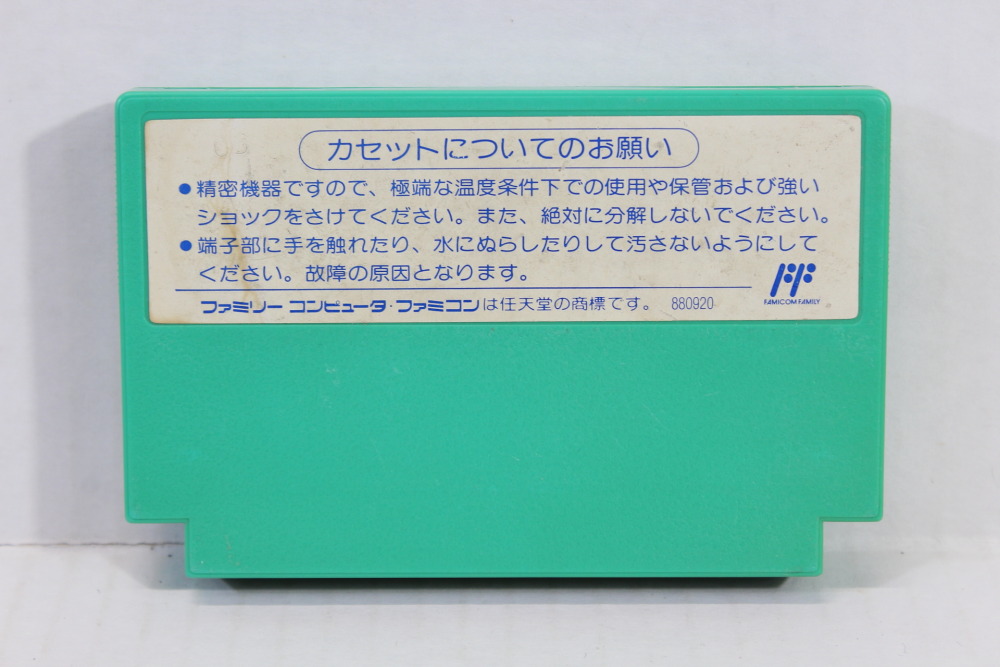 カセットについてのお願い
●精密機器ですので、極端な温度条件下での使用や保管および強い
ショックをさけてください。また、絶対に分解しないでください。
●端子部に手を触れたり、水にぬらしたりして汚さないようにして
ください。故障の原因となります。
FAMICOM FAMILY
ファミリー コンピュータ・ファミコンは任天堂の商標です。 880920